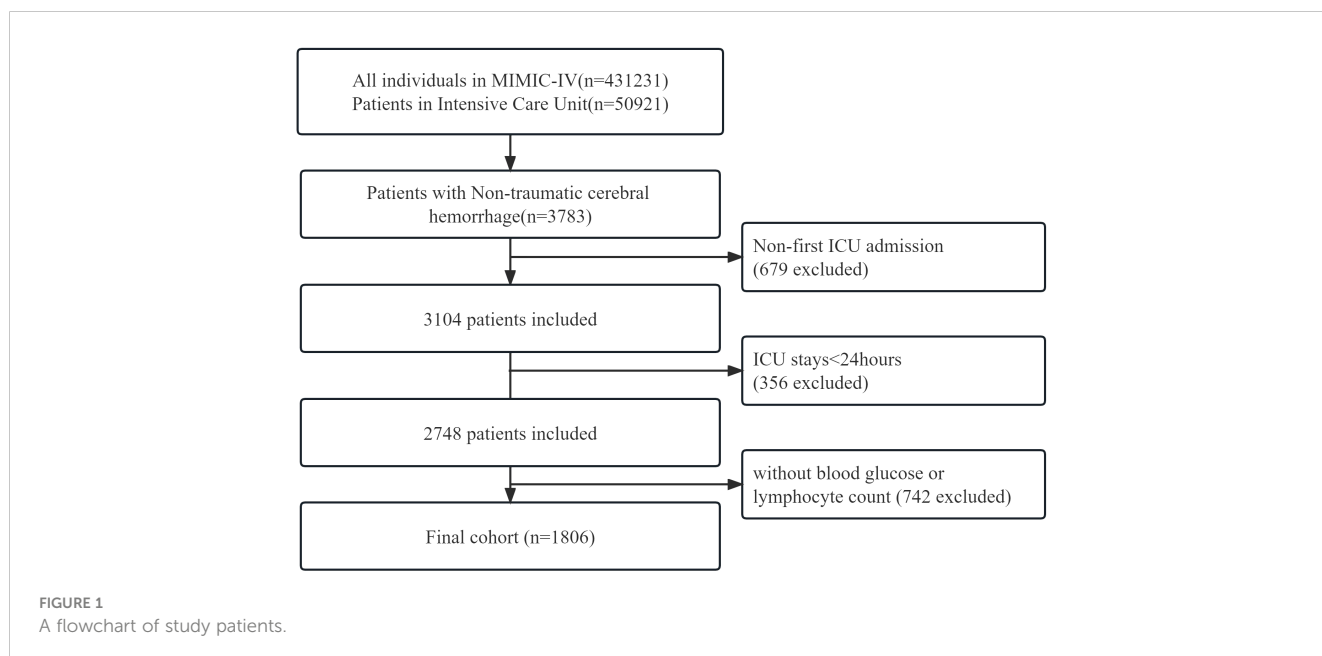 All individuals in MIMIC-IV(n=431231)
Patients in Intensive Care Unit(n=50921)
Patients with Non-traumatic cerebral
hemorrhage(n=3783)
Non-first ICU admission
(679 excluded)
3104 patients included
ICU stays<24hours
(356 excluded)
2748 patients included
without blood glucose or
lymphocyte count (742 excluded)
Final cohort (n=1806)
FIGURE 1
A flowchart of study patients.